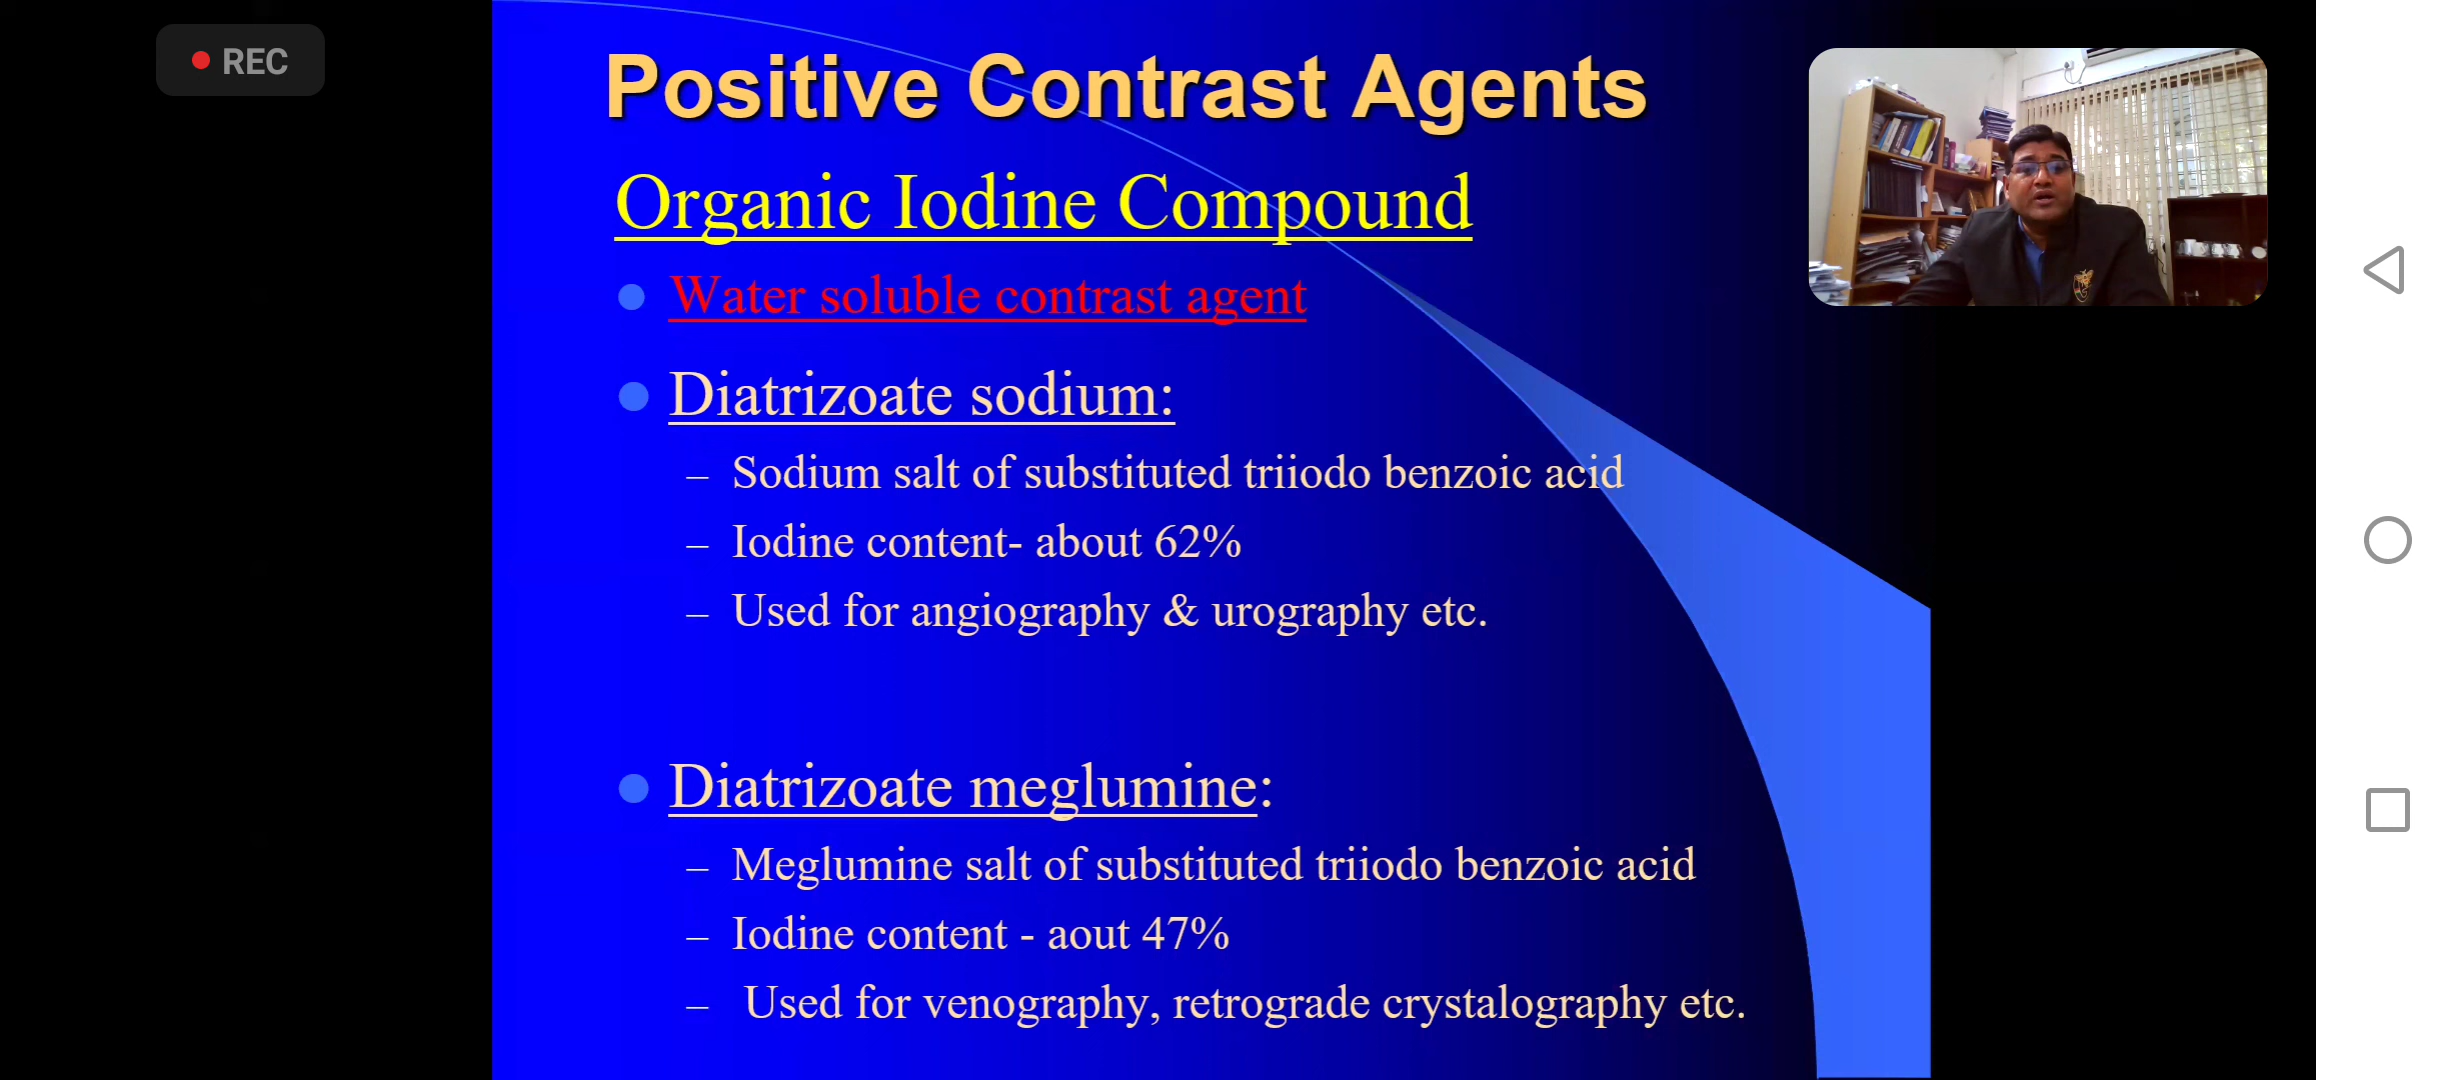 REC
Positive Contrast Agents
Organic Iodine Compound
Water soluble contrast agent
Diatrizoate sodium:
– Sodium salt of substituted triiodo benzoic acid
– Iodine content- about 62%
– Used for angiography & urography etc.
Diatrizoate meglumine:
– Meglumine salt of substituted triiodo benzoic acid
– Iodine content - aout 47%
– Used for venography, retrograde crystalography etc.